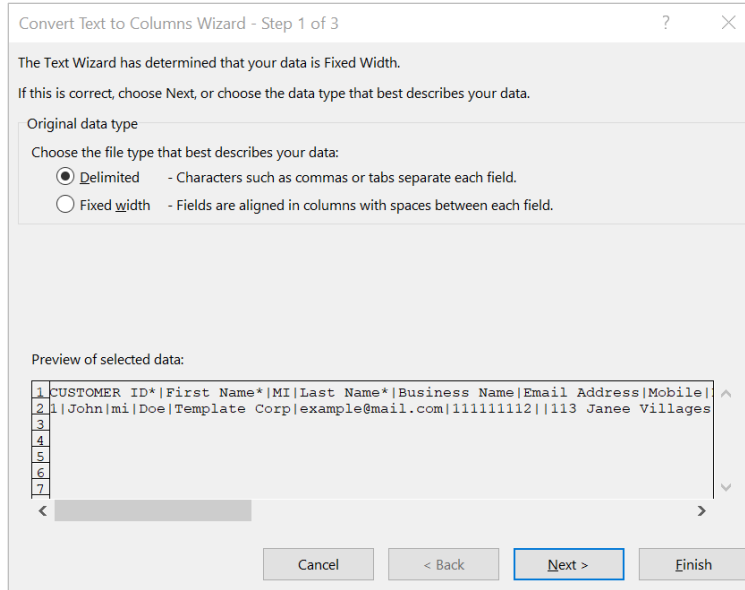 Convert Text to Columns Wizard - Step 1 of 3 ?
The Text Wizard has determined that your data is Fixed Width.
If this is correct, choose Next, or choose the data type that best describes your data.
Original data type
Choose the file type that best describes your data:
Delimited - Characters such as commas or tabs separate each field.
Fixed width - Fields are aligned in columns with spaces between each field.
Preview of selected data:
1 CUSTOMER ID*|First Name*|MI|Last Name*|Business Name|Email Address|Mobile|
2 1|John|mi|Doe|Template Corp|example@mail.com|111111112||113 Janee Villages
3
4
5
6
7
Cancel < Back Next > Finish